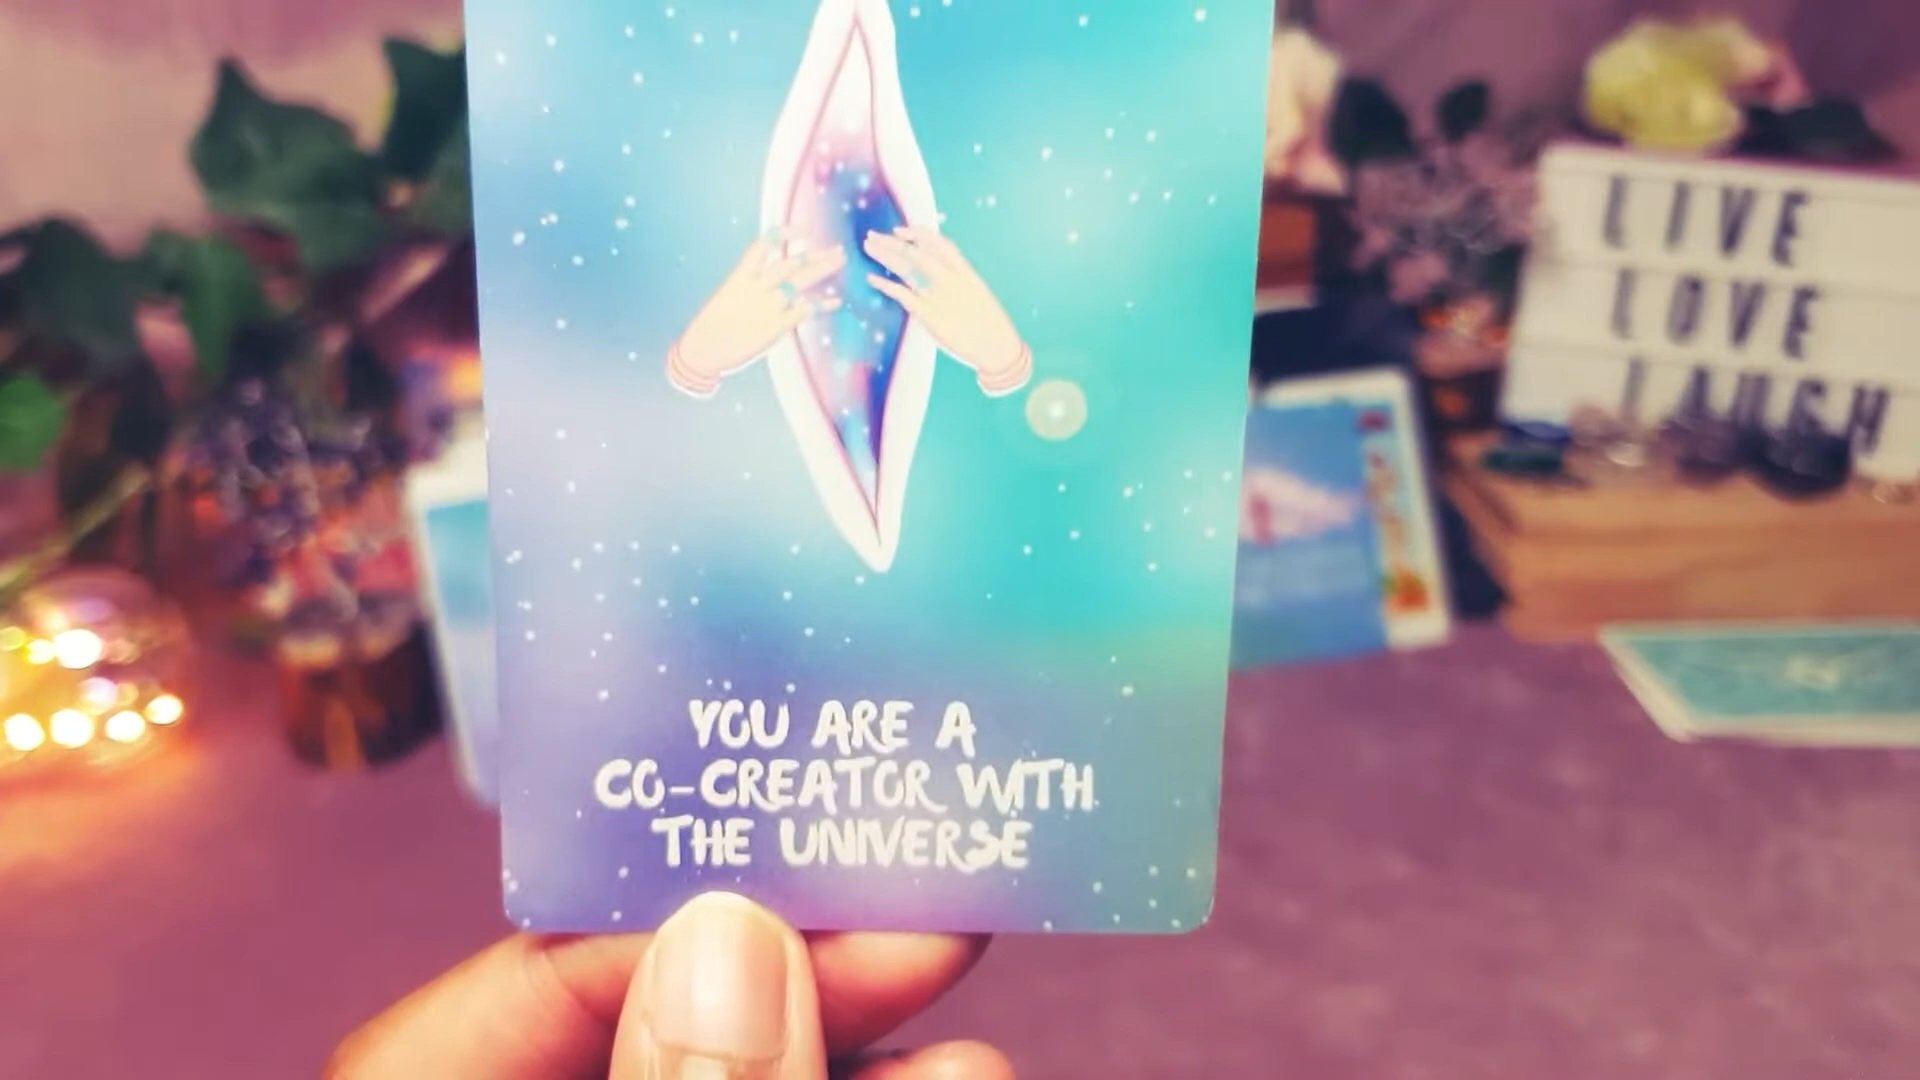 YOU ARE A
CO-CREATOR WITH
THE UNIVERSE
LIVE
LOVE
LAUGH